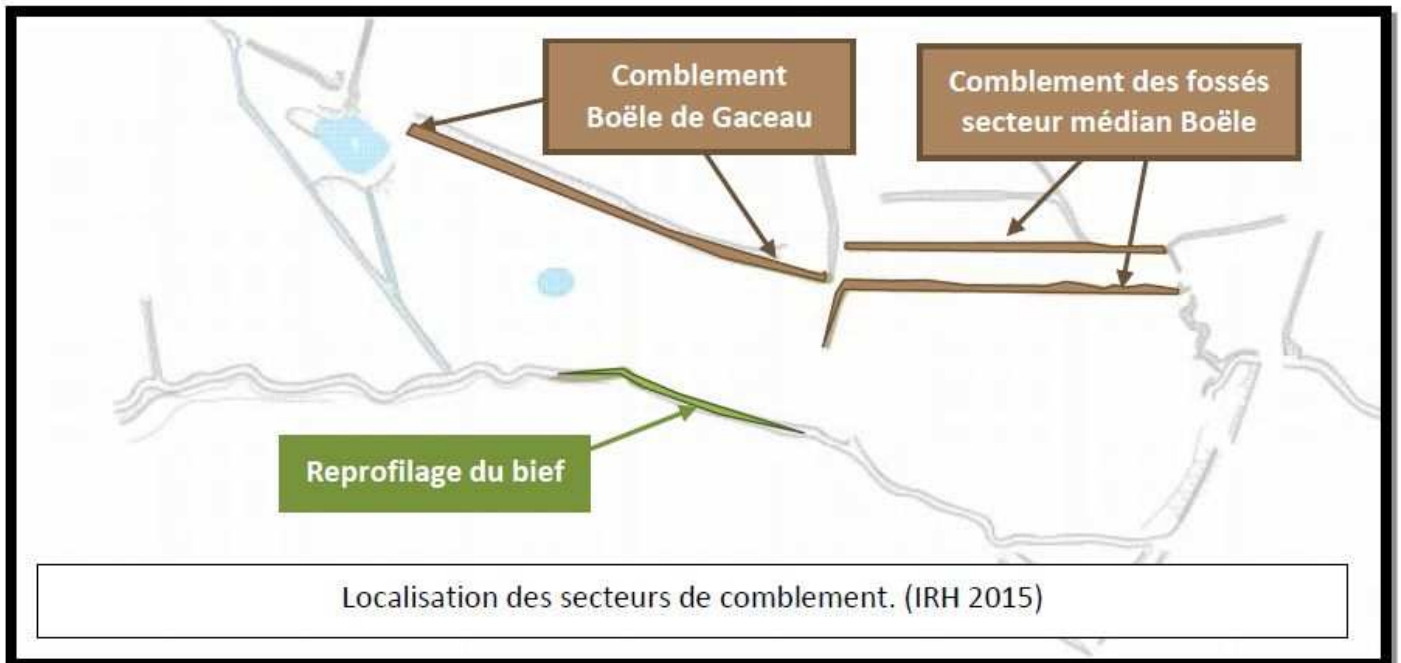 Comblement
Boële de Gaceau
Comblement des fossés
secteur médian Boële
Reprofilage du bief
Localisation des secteurs de comblement. (IRH 2015)